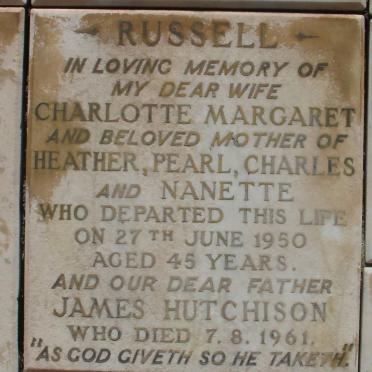 RUSSELL
IN LOVING MEMORY OF
MY DEAR WIFE
CHARLOTTE MARGARET
AND BELOVED MOTHER OF
HEATHER, PEARL, CHARLES
AND NANETTE
WHO DEPARTED THIS LIFE
ON 27TH JUNE 1950
AGED 45 YEARS.
AND OUR DEAR FATHER
JAMES HUTCHISON
WHO DIED 7.8.1961.
"AS GOD GIVETH SO HE TAKETH."